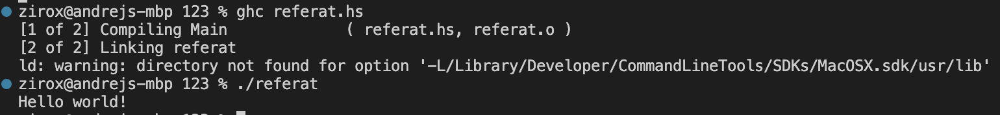 zirox@andrejs-mbp 123 % ghc referat.hs
[1 of 2] Compiling Main             ( referat.hs, referat.o )
[2 of 2] Linking referat
ld: warning: directory not found for option '-L/Library/Developer/CommandLineTools/SDKs/MacOSX.sdk/usr/lib'
zirox@andrejs-mbp 123 % ./referat
Hello world!